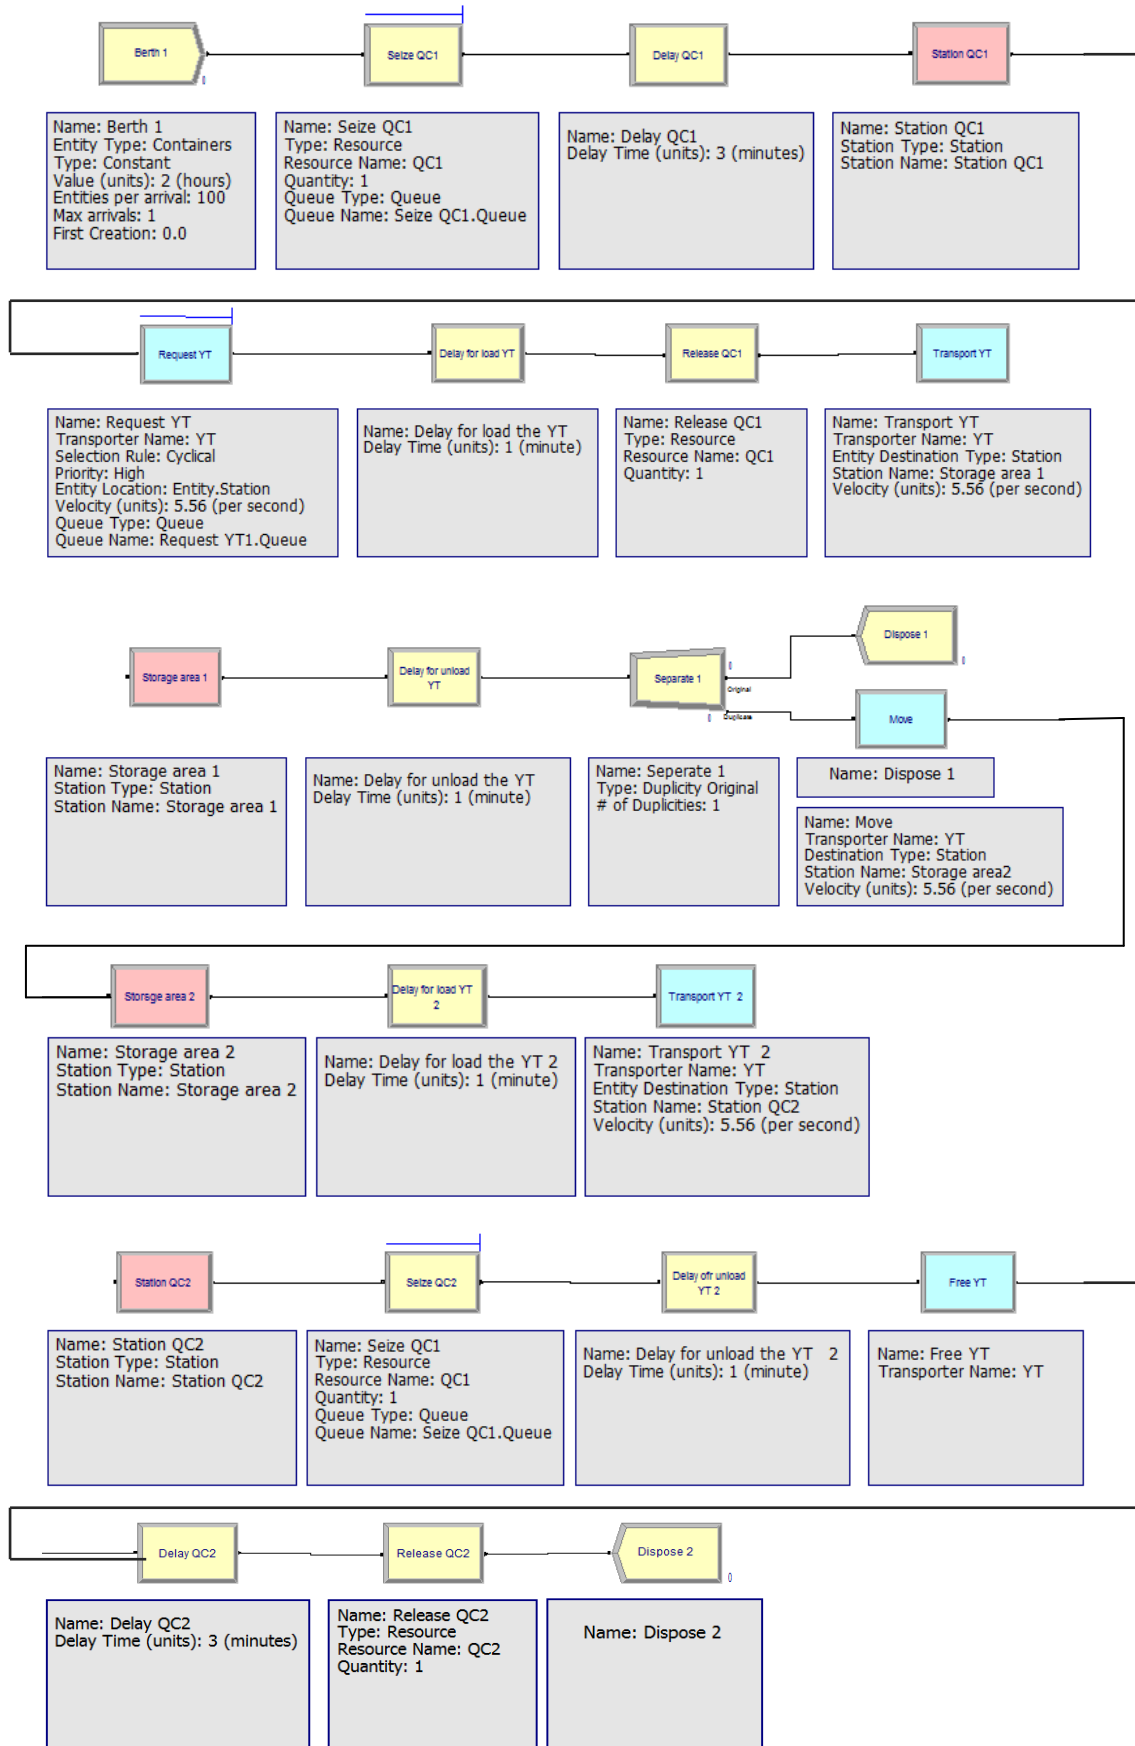 Berth 1
Seize QC1
Delay QC1
Station QC1
0
Name: Berth 1
Entity Type: Containers
Type: Constant
Value (units): 2 (hours)
Entities per arrival: 100
Max arrivals: 1
First Creation: 0.0
Name: Seize QC1
Type: Resource
Resource Name: QC1
Quantity: 1
Queue Type: Queue
Queue Name: Seize QC1.Queue
Name: Delay QC1
Delay Time (units): 3 (minutes)
Name: Station QC1
Station Type: Station
Station Name: Station QC1
Request YT
Delay for load YT
Release QC1
Transport YT
Name: Request YT
Transporter Name: YT
Selection Rule: Cyclical
Priority: High
Entity Location: Entity.Station
Velocity (units): 5.56 (per second)
Queue Type: Queue
Queue Name: Request YT1.Queue
Name: Delay for load the YT
Delay Time (units): 1 (minute)
Name: Release QC1
Type: Resource
Resource Name: QC1
Quantity: 1
Name: Transport YT
Transporter Name: YT
Entity Destination Type: Station
Station Name: Storage area 1
Velocity (units): 5.56 (per second)
Storage area 1
Delay for unload
YT
Separate 1
0
Original
0
Duplicate
Dispose 1
0
Move
Name: Storage area 1
Station Type: Station
Station Name: Storage area 1
Name: Delay for unload the YT
Delay Time (units): 1 (minute)
Name: Seperate 1
Type: Duplicity Original
# of Duplicities: 1
Name: Dispose 1
Name: Move
Transporter Name: YT
Destination Type: Station
Station Name: Storage area2
Velocity (units): 5.56 (per second)
Storsge area 2
Delay for load YT
2
Transport YT 2
Name: Storage area 2
Station Type: Station
Station Name: Storage area 2
Name: Delay for load the YT 2
Delay Time (units): 1 (minute)
Name: Transport YT 2
Transporter Name: YT
Entity Destination Type: Station
Station Name: Station QC2
Velocity (units): 5.56 (per second)
Station QC2
Seize QC2
Delay ofr unload
YT 2
Free YT
Name: Station QC2
Station Type: Station
Station Name: Station QC2
Name: Seize QC1
Type: Resource
Resource Name: QC1
Quantity: 1
Queue Type: Queue
Queue Name: Seize QC1.Queue
Name: Delay for unload the YT 2
Delay Time (units): 1 (minute)
Name: Free YT
Transporter Name: YT
Delay QC2
Release QC2
Dispose 2
0
Name: Delay QC2
Delay Time (units): 3 (minutes)
Name: Release QC2
Type: Resource
Resource Name: QC2
Quantity: 1
Name: Dispose 2